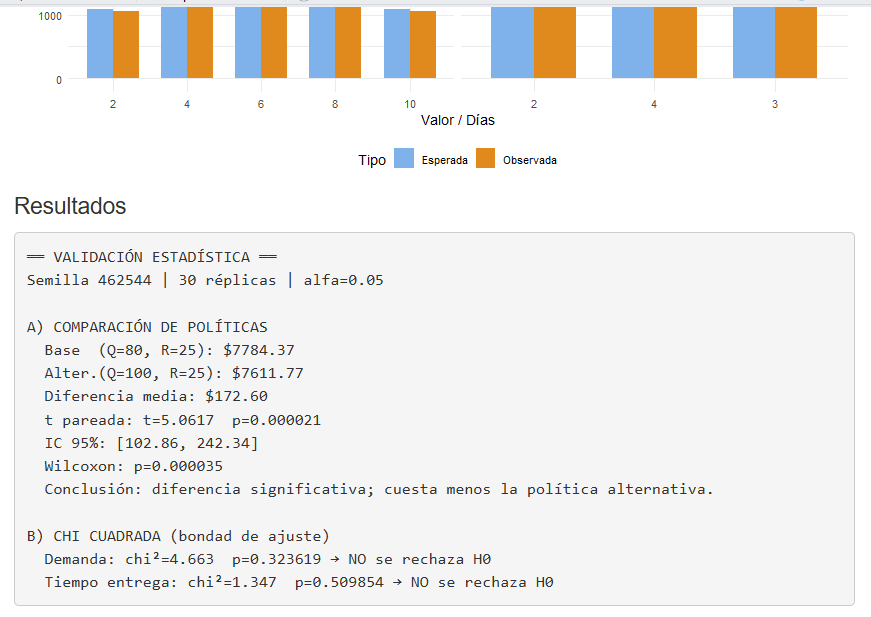 1000
0
2 4 6 8 10 2 4 3
Valor / Días
Tipo Esperada Observada
Resultados
══ VALIDACIÓN ESTADÍSTICA ══
Semilla 462544 | 30 réplicas | alfa=0.05
A) COMPARACIÓN DE POLÍTICAS
Base (Q=80, R=25): $7784.37
Alter.(Q=100, R=25): $7611.77
Diferencia media: $172.60
t pareada: t=5.0617 p=0.000021
IC 95%: [102.86, 242.34]
Wilcoxon: p=0.000035
Conclusión: diferencia significativa; cuesta menos la política alternativa.
B) CHI CUADRADA (bondad de ajuste)
Demanda: chi²=4.663 p=0.323619 → NO se rechaza H0
Tiempo entrega: chi²=1.347 p=0.509854 → NO se rechaza H0